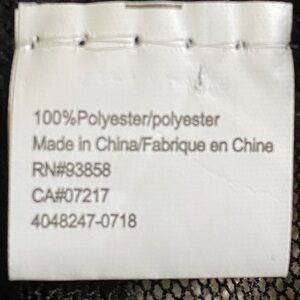 100%Polyester/polyester
Made in China/Fabrique en Chine
RN#93858
CA#07217
4048247-0718